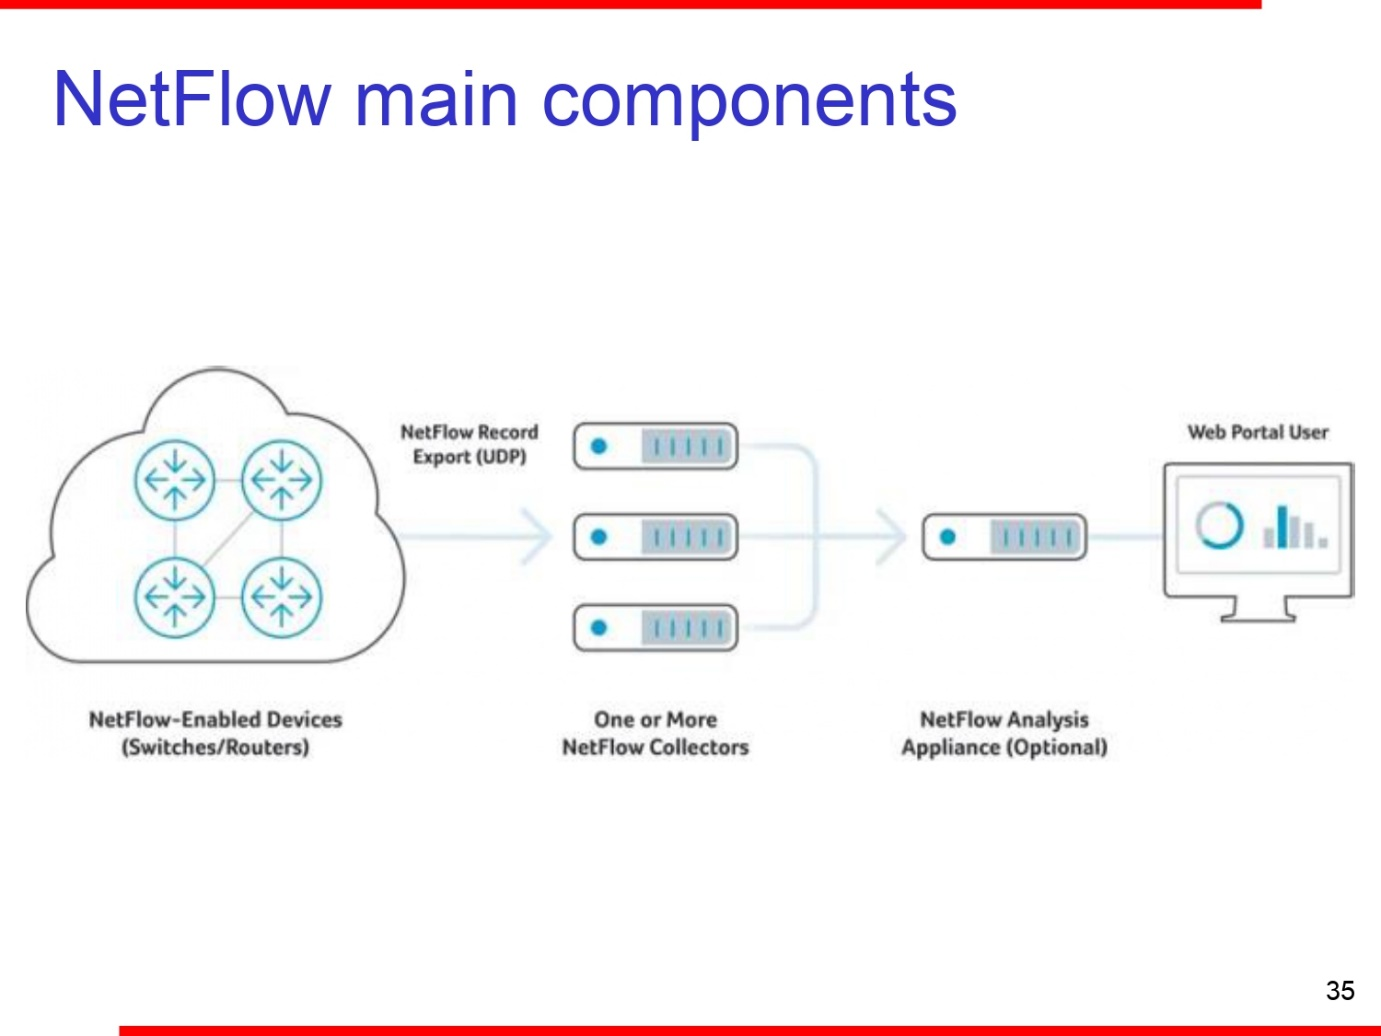 NetFlow main components
NetFlow Record
Export (UDP)
Web Portal User
NetFlow-Enabled Devices
(Switches/Routers)
One or More
NetFlow Collectors
NetFlow Analysis
Appliance (Optional)
35